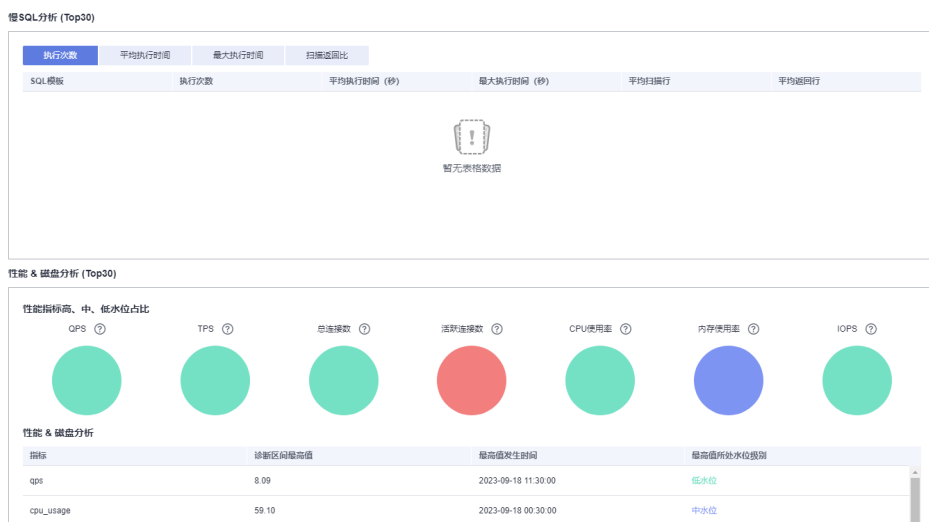 慢SQL分析 (Top30)
执行次数 平均执行时间 最大执行时间 扫描返回比
SQL模板 执行次数 平均执行时间（秒） 最大执行时间（秒） 平均扫描行 平均返回行
暂无表格数据
性能 & 磁盘分析 (Top30)
性能指标高、中、低水位占比
QPS ? TPS ? 总连接数 ? 活跃连接数 ? CPU使用率 ? 内存使用率 ? IOPS ?
性能 & 磁盘分析
指标 诊断区间最高值 最高值发生时间 最高值所处水位级别
qps 8.09 2023-09-18 11:30:00 低水位
cpu_usage 59.10 2023-09-18 00:30:00 中水位